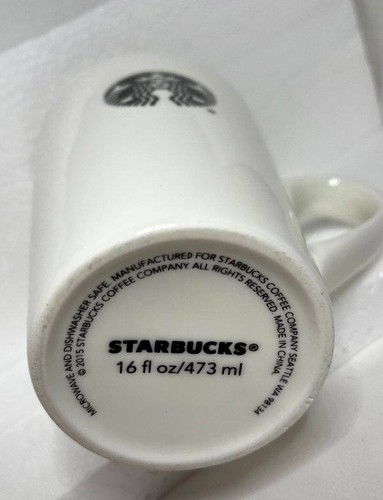 MICROWAVE AND DISHWASHER SAFE. MANUFACTURED FOR STARBUCKS COFFEE COMPANY SEATTLE WA 98134
© 2015 STARBUCKS COFFEE COMPANY. ALL RIGHTS RESERVED. MADE IN CHINA.
STARBUCKS®
16 fl oz/473 ml